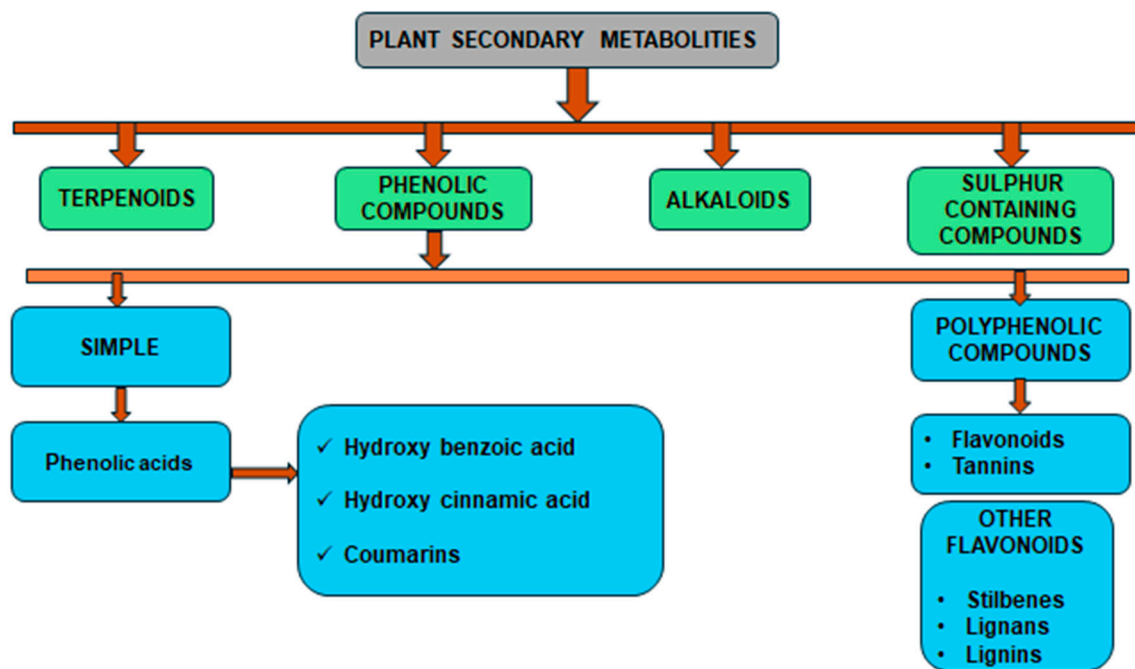 PLANT SECONDARY METABOLITIES
TERPENOIDS
PHENOLIC
COMPOUNDS
ALKALOIDS
SULPHUR
CONTAINING
COMPOUNDS
SIMPLE
POLYPHENOLIC
COMPOUNDS
Phenolic acids
✓ Hydroxy benzoic acid
✓ Hydroxy cinnamic acid
✓ Coumarins
• Flavonoids
• Tannins
OTHER
FLAVONOIDS
• Stilbenes
• Lignans
• Lignins